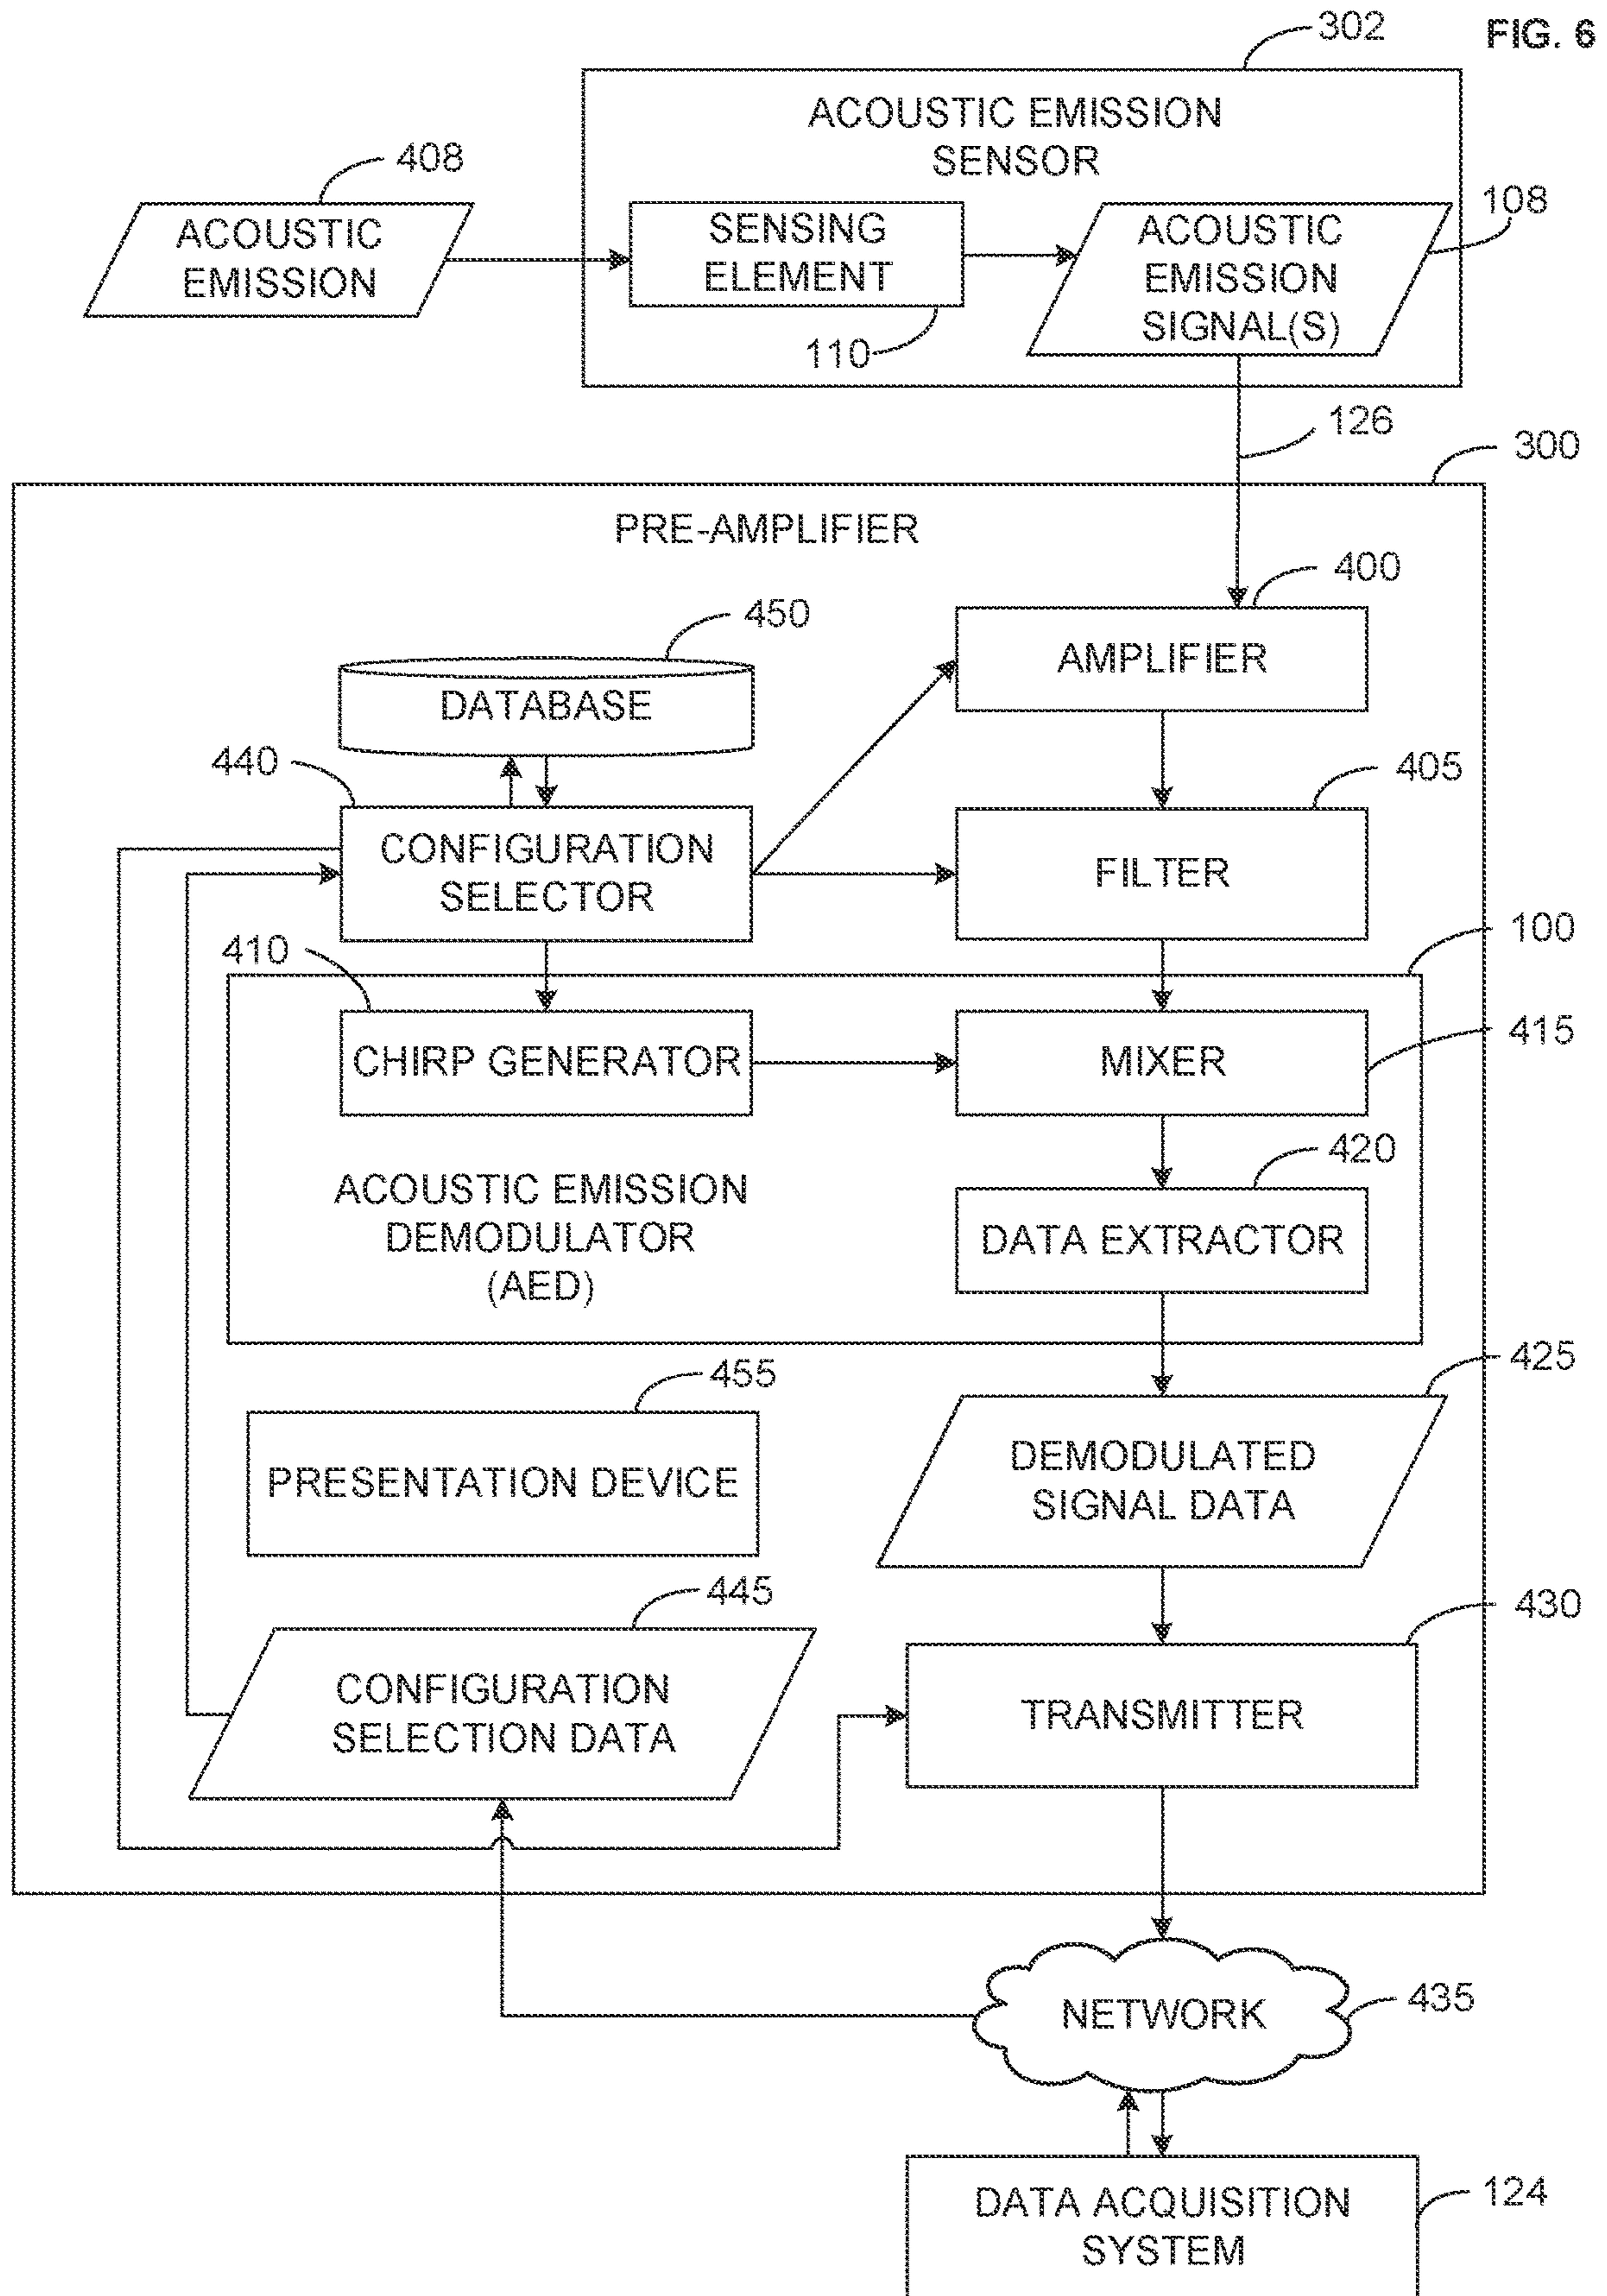 FIG. 6
302
ACOUSTIC EMISSION
SENSOR
408
ACOUSTIC
EMISSION
SENSING
ELEMENT
110
ACOUSTIC
EMISSION
SIGNAL(S)
108
126
300
PRE-AMPLIFIER
400
AMPLIFIER
450
DATABASE
440
CONFIGURATION
SELECTOR
405
FILTER
100
410
CHIRP GENERATOR
MIXER
415
ACOUSTIC EMISSION
DEMODULATOR
(AED)
420
DATA EXTRACTOR
425
DEMODULATED
SIGNAL DATA
455
PRESENTATION DEVICE
445
CONFIGURATION
SELECTION DATA
430
TRANSMITTER
NETWORK
435
DATA ACQUISITION
SYSTEM
124